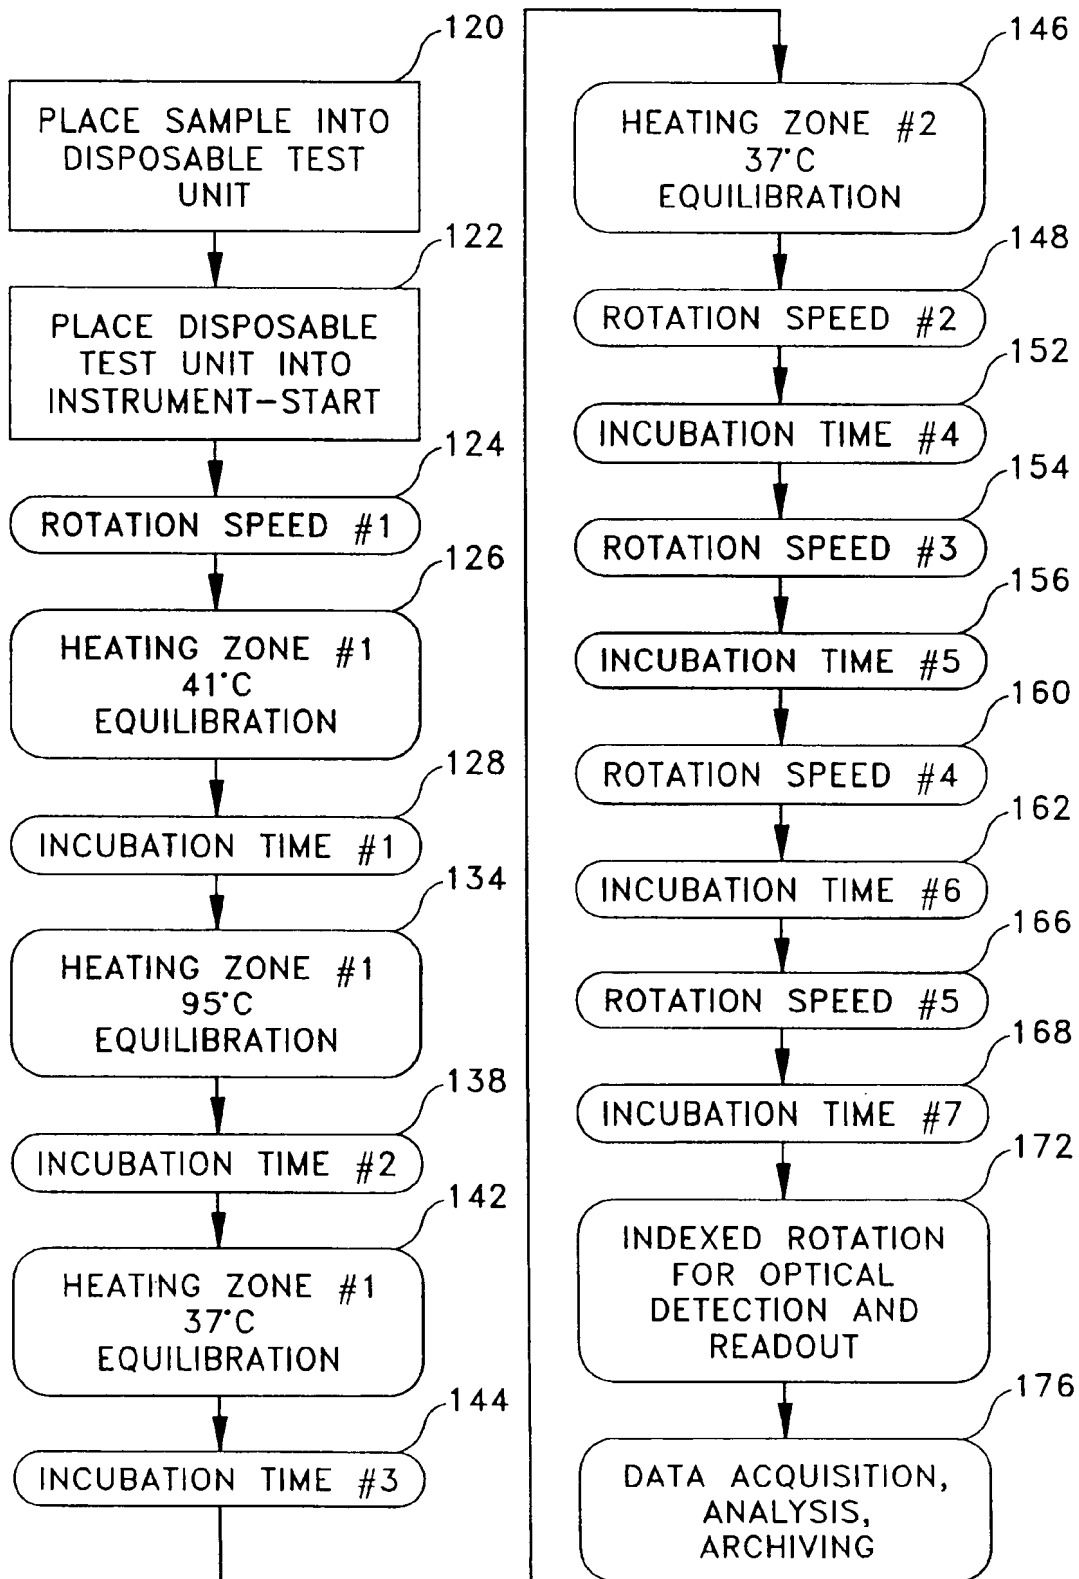 120
PLACE SAMPLE INTO
DISPOSABLE TEST
UNIT
122
PLACE DISPOSABLE
TEST UNIT INTO
INSTRUMENT-START
124
ROTATION SPEED #1
126
HEATING ZONE #1
41°C
EQUILIBRATION
128
INCUBATION TIME #1
134
HEATING ZONE #1
95°C
EQUILIBRATION
138
INCUBATION TIME #2
142
HEATING ZONE #1
37°C
EQUILIBRATION
144
INCUBATION TIME #3
146
HEATING ZONE #2
37°C
EQUILIBRATION
148
ROTATION SPEED #2
152
INCUBATION TIME #4
154
ROTATION SPEED #3
156
INCUBATION TIME #5
160
ROTATION SPEED #4
162
INCUBATION TIME #6
166
ROTATION SPEED #5
168
INCUBATION TIME #7
172
INDEXED ROTATION
FOR OPTICAL
DETECTION AND
READOUT
176
DATA ACQUISITION,
ANALYSIS,
ARCHIVING